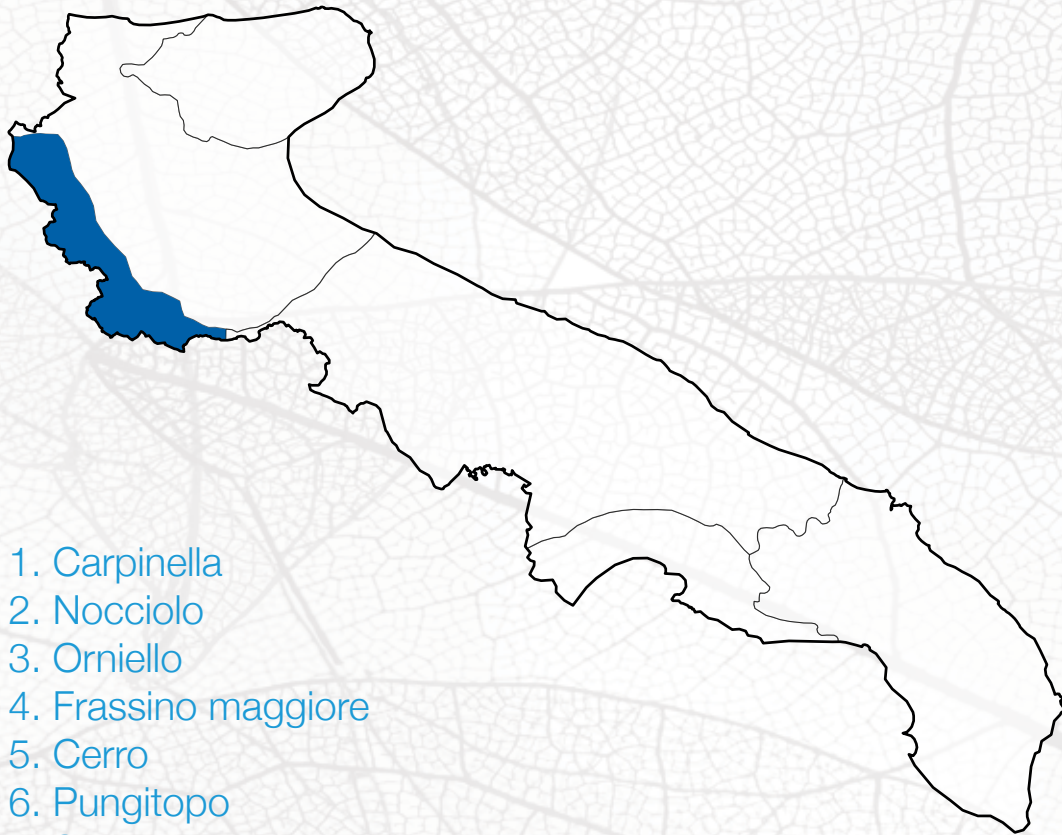 1. Carpinella
2. Nocciolo
3. Orniello
4. Frassino maggiore
5. Cerro
6. Pungitopo